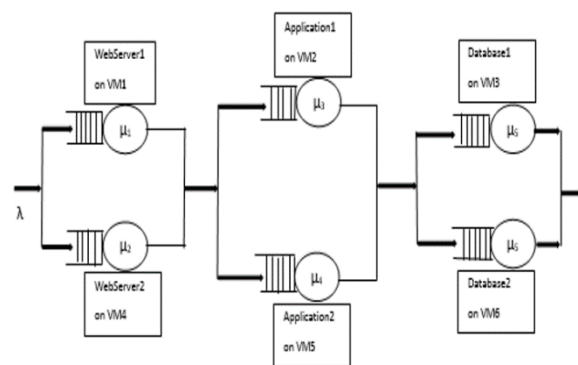 WebServer1
on VM1
Application1
on VM2
Database1
on VM3
μ₁
μ₃
μ₅
λ
μ₂
μ₄
μ₆
WebServer2
on VM4
Application2
on VM5
Database2
on VM6